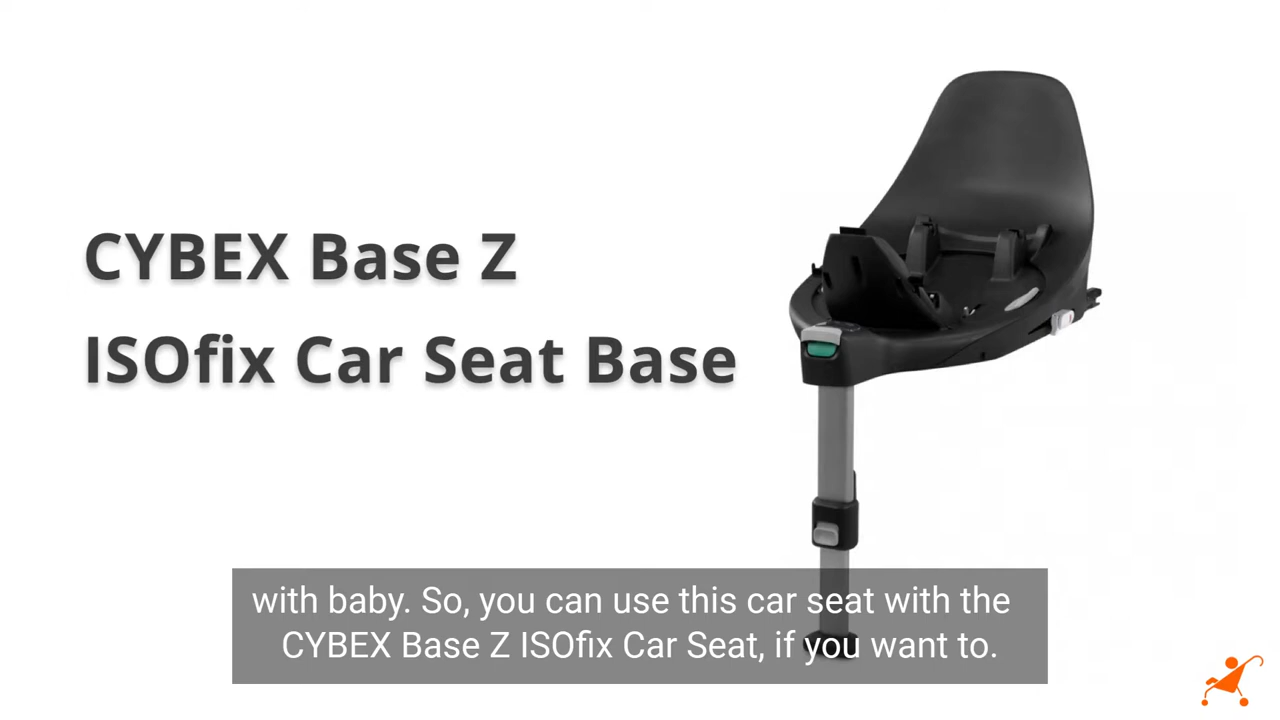 CYBEX Base Z
ISOfix Car Seat Base
with baby. So, you can use this car seat with the
CYBEX Base Z ISOfix Car Seat, if you want to.